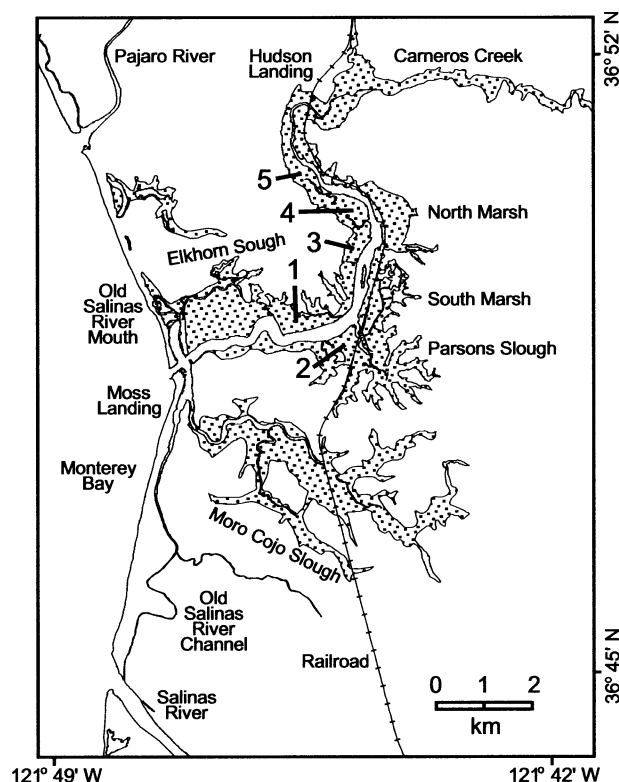 Pajaro River
Hudson
Landing
Carneros Creek
36° 52' N
5
4
North Marsh
3
Elkhorn Sough
1
Old
Salinas
River
Mouth
South Marsh
2
Parsons Slough
Moss
Landing
Monterey
Bay
Moro Cojo Slough
Old
Salinas
River
Channel
Railroad
36° 45' N
0 1 2
km
Salinas
River
121° 49' W
121° 42' W